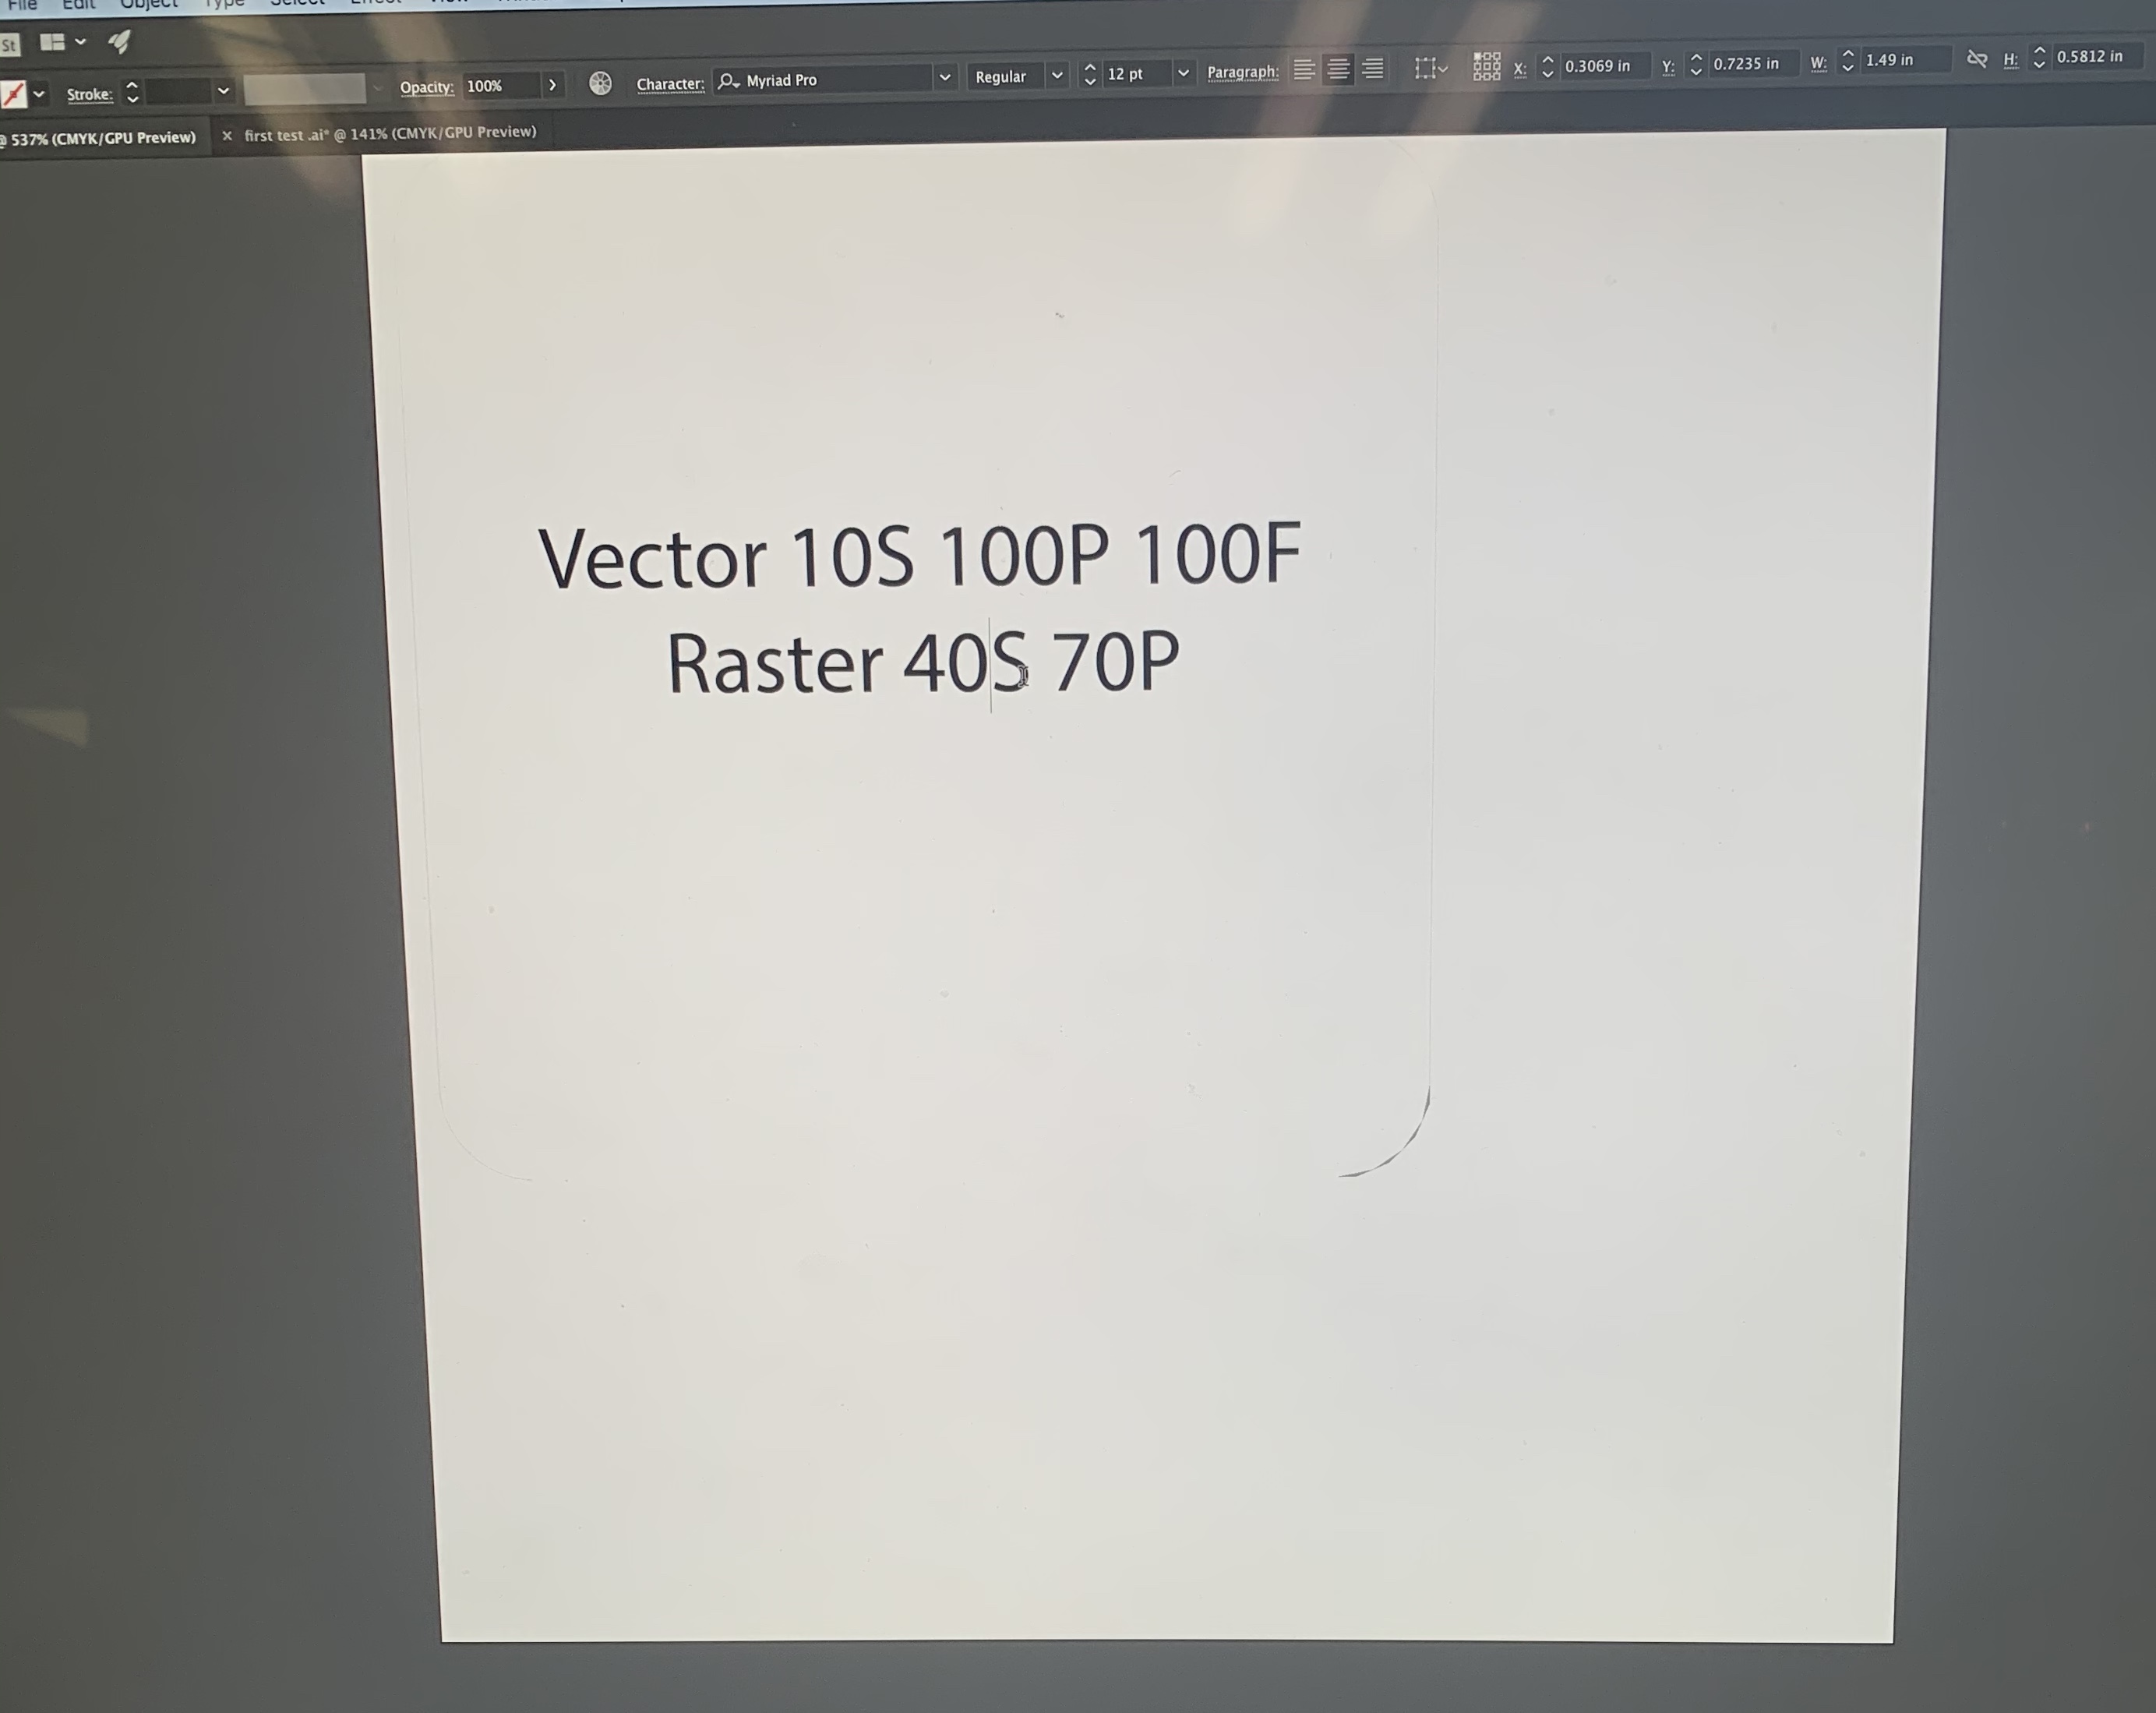 File Edit Object Type Select Effect View
St
Stroke: Opacity: 100% Character: Myriad Pro Regular 12 pt Paragraph: X: 0.3069 in Y: 0.7235 in W: 1.49 in H: 0.5812 in
@ 537% (CMYK/GPU Preview) × first test .ai* @ 141% (CMYK/GPU Preview)
Vector 10S 100P 100F
Raster 40S 70P